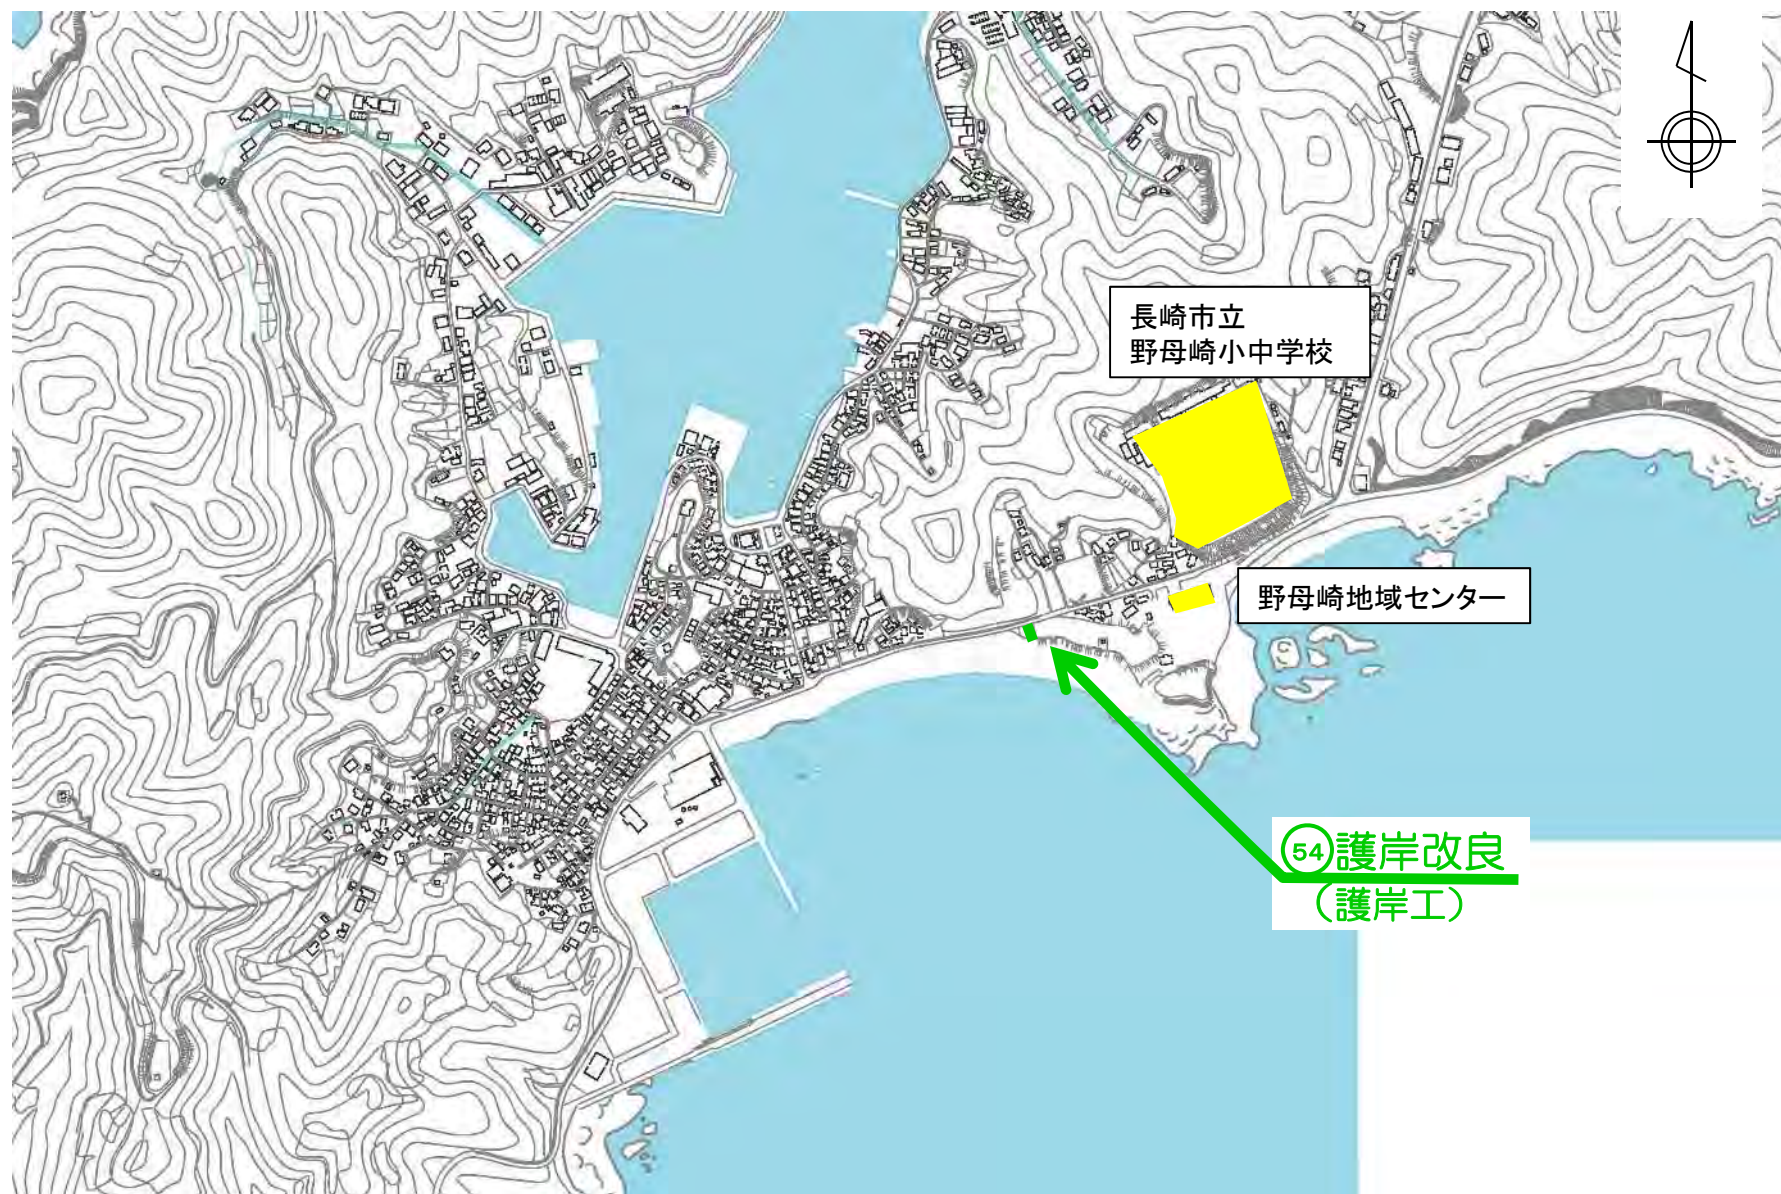 長崎市立
野母崎小中学校
野母崎地域センター
54護岸改良
（護岸工）